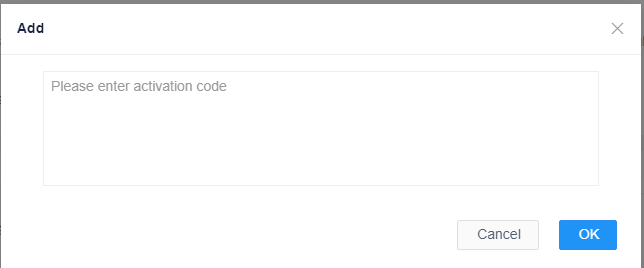 Add
Please enter activation code
Cancel
OK